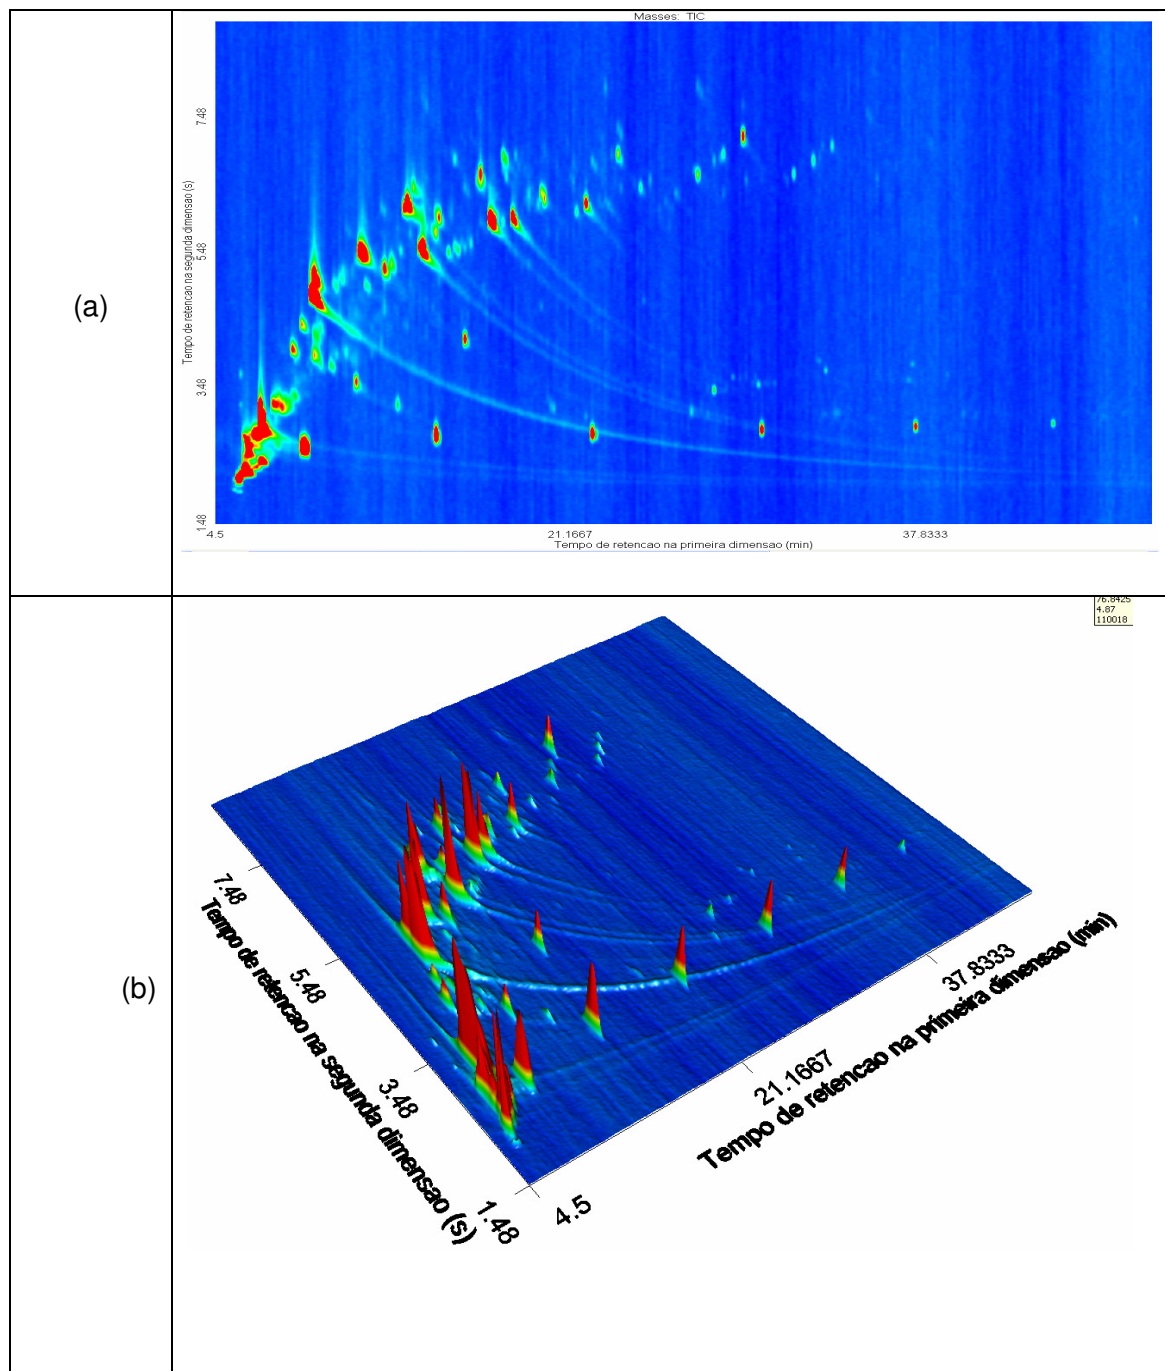 Masses: TIC
7.48
5.48
3.48
1.48
Tempo de retencao na segunda dimensao (s)
4.5
21.1667
37.8333
Tempo de retencao na primeira dimensao (min)
(a)
76.8425
4.87
110018
7.48
5.48
3.48
1.48
Tempo de retencao na segunda dimensao (s)
4.5
21.1667
37.8333
Tempo de retencao na primeira dimensao (min)
(b)